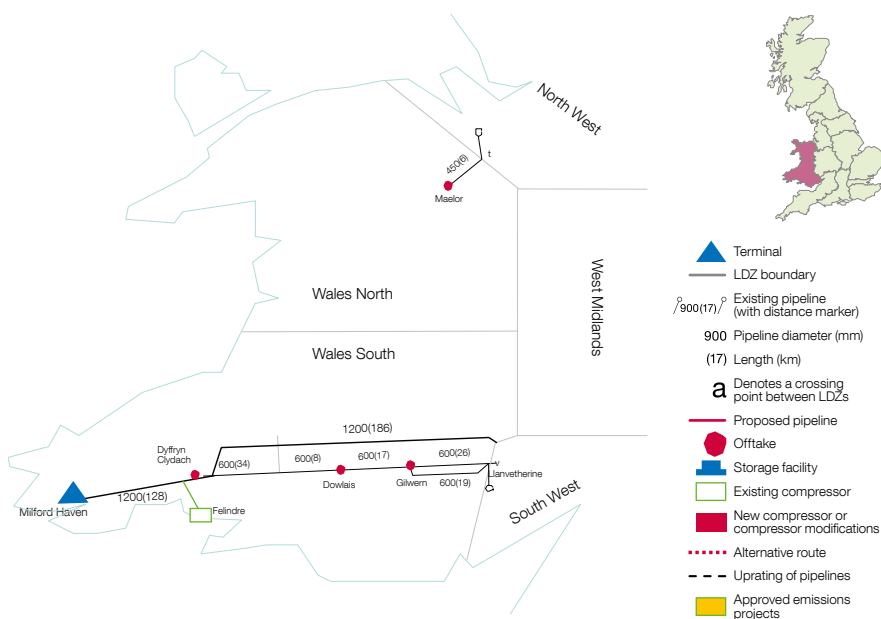 North West
450(6)
t
Maelor
Wales North
West Midlands
Wales South
1200(186)
Dyffryn
Clydach
600(34)
600(8)
600(17)
600(26)
v
Dowlais
Gilwern
600(19)
Llanvetherine
1200(128)
Milford Haven
Felindre
South West
Terminal
LDZ boundary
900(17)
Existing pipeline
(with distance marker)
900 Pipeline diameter (mm)
(17) Length (km)
a Denotes a crossing
point between LDZs
Proposed pipeline
Offtake
Storage facility
Existing compressor
New compressor or
compressor modifications
Alternative route
Uprating of pipelines
Approved emissions
projects